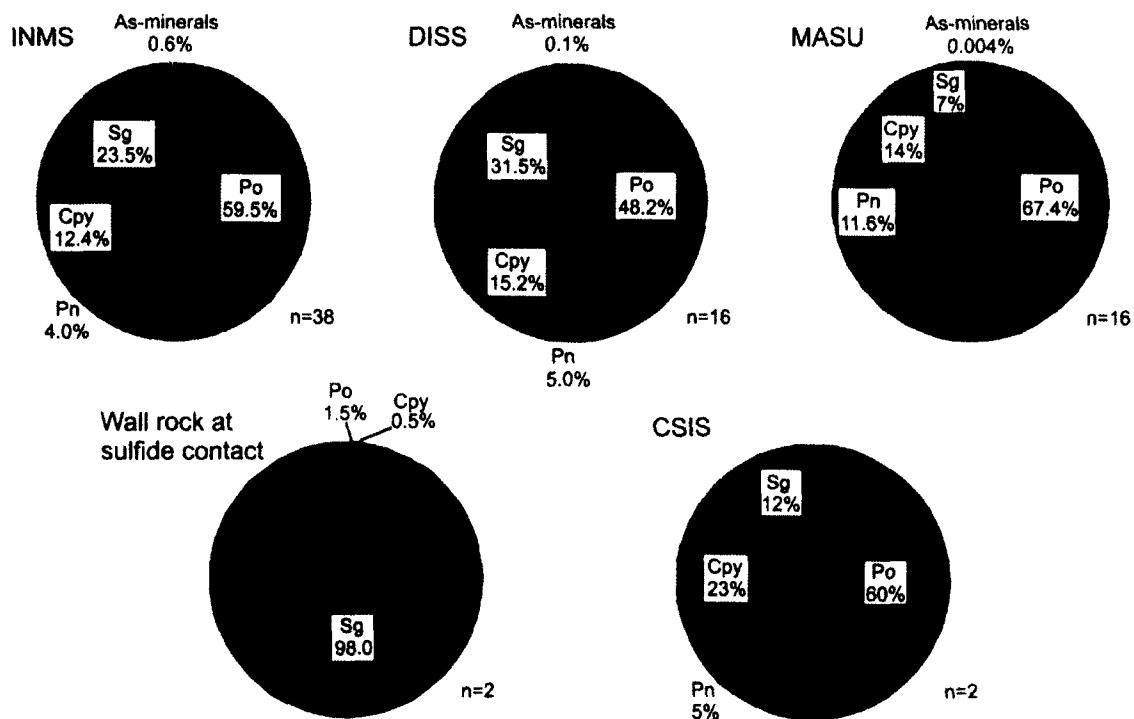 INMS
As-minerals
0.6%
Sg
23.5%
Po
59.5%
Cpy
12.4%
Pn
4.0%
n=38
DISS
As-minerals
0.1%
Sg
31.5%
Po
48.2%
Cpy
15.2%
Pn
5.0%
n=16
MASU
As-minerals
0.004%
Sg
7%
Cpy
14%
Pn
11.6%
Po
67.4%
n=16
Wall rock at
sulfide contact
Po
1.5%
Cpy
0.5%
Sg
98.0
n=2
CSIS
Sg
12%
Cpy
23%
Po
60%
Pn
5%
n=2